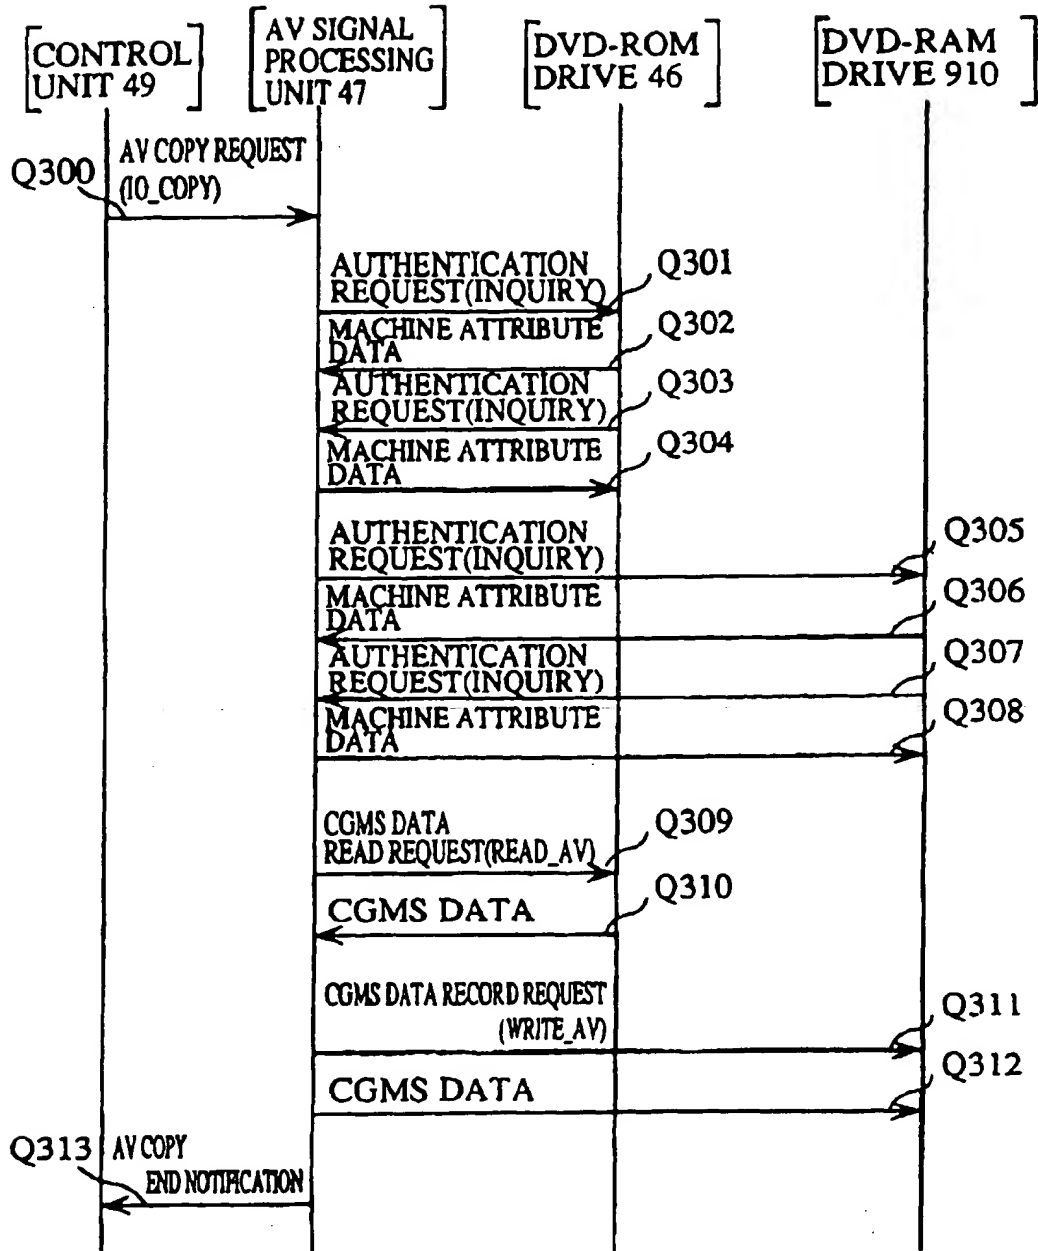 CONTROL
UNIT 49
AV SIGNAL
PROCESSING
UNIT 47
DVD-ROM
DRIVE 46
DVD-RAM
DRIVE 910
Q300
AV COPY REQUEST
(IO_COPY)
AUTHENTICATION
REQUEST(INQUIRY)
Q301
MACHINE ATTRIBUTE
DATA
Q302
AUTHENTICATION
REQUEST(INQUIRY)
Q303
MACHINE ATTRIBUTE
DATA
Q304
AUTHENTICATION
REQUEST(INQUIRY)
Q305
MACHINE ATTRIBUTE
DATA
Q306
AUTHENTICATION
REQUEST(INQUIRY)
Q307
MACHINE ATTRIBUTE
DATA
Q308
CGMS DATA
READ REQUEST(READ_AV)
Q309
CGMS DATA
Q310
CGMS DATA RECORD REQUEST
(WRITE_AV)
Q311
CGMS DATA
Q312
Q313
AV COPY
END NOTIFICATION